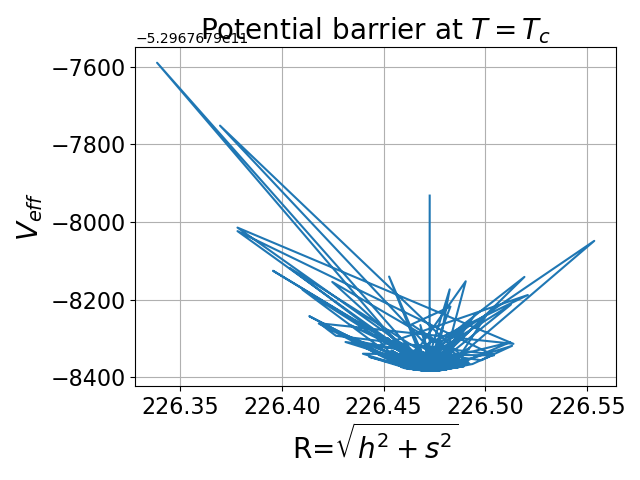 Potential barrier at $T = T_c$
−5.2967679e11
−7600
−7800
−8000
−8200
−8400
$V_{eff}$
226.35 226.40 226.45 226.50 226.55
R=$\sqrt{h^2 + s^2}$